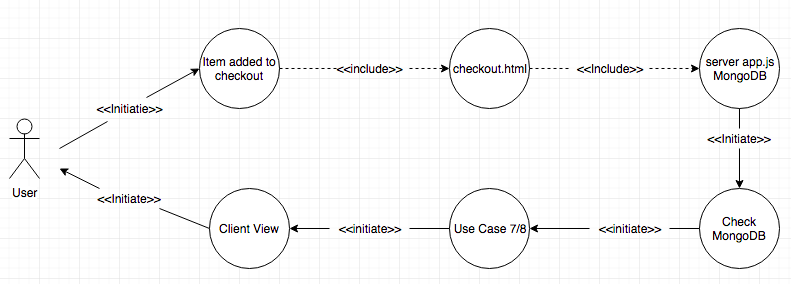 Item added to
checkout
<<include>>
checkout.html
<<Include>>
server app.js
MongoDB
<<Initiatie>>
<<Initiate>>
User
<<Initiate>>
Client View
<<initiate>>
Use Case 7/8
<<initiate>>
Check
MongoDB